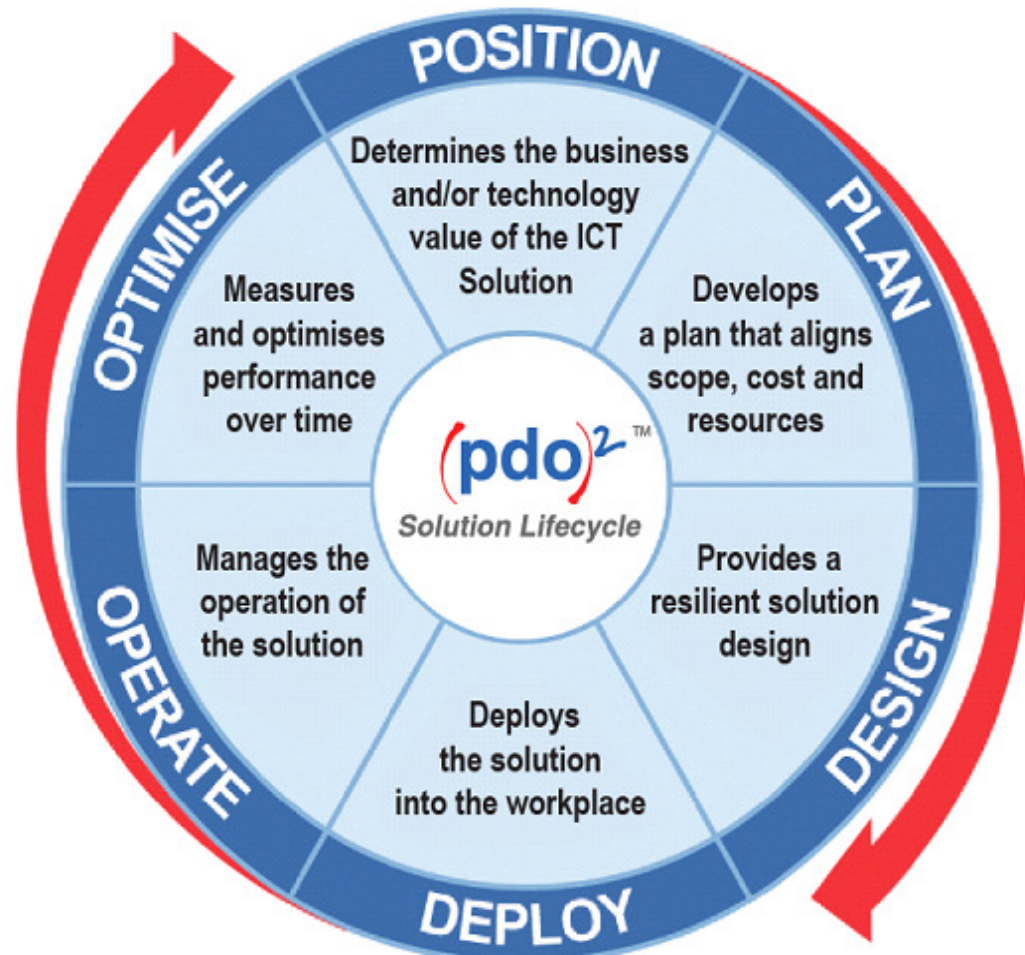 POSITION
Determines the business
and/or technology
value of the ICT
Solution
PLAN
Develops
a plan that aligns
scope, cost and
resources
DESIGN
Provides a
resilient solution
design
DEPLOY
Deploys
the solution
into the workplace
OPERATE
Manages the
operation of
the solution
OPTIMISE
Measures
and optimises
performance
over time
(pdo)² ™
Solution Lifecycle